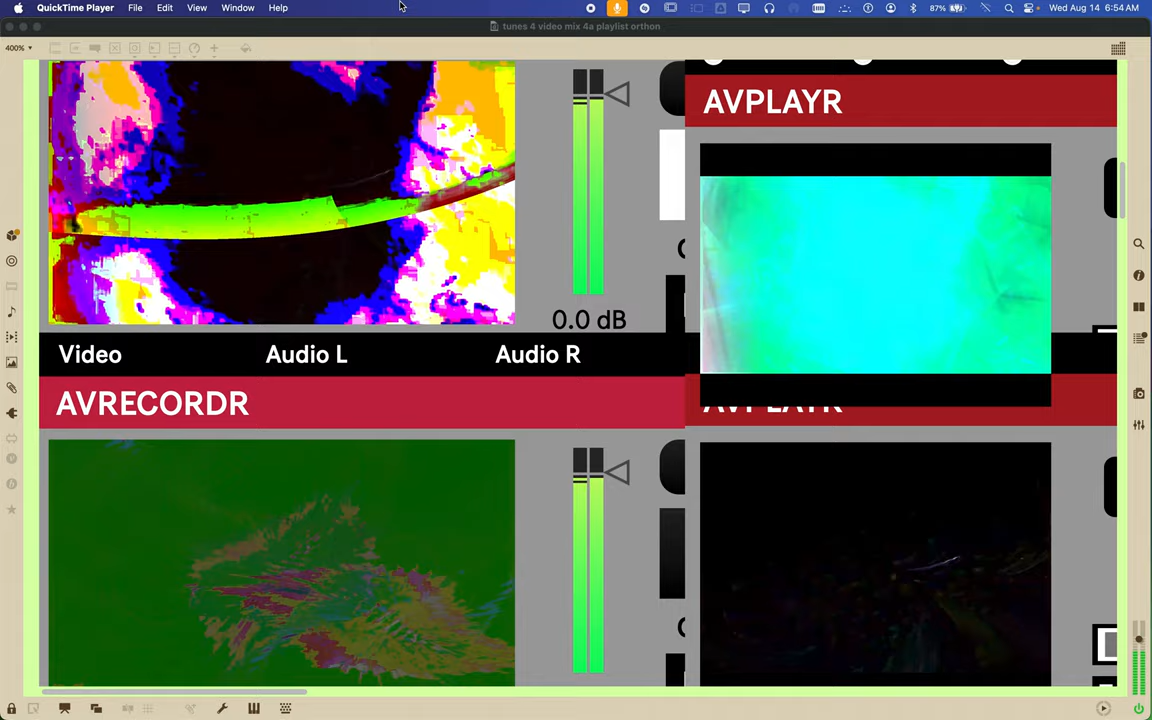 QuickTime Player File Edit View Window Help 87% Wed Aug 14 6:54 AM
tunes 4 video mix 4a playlist orthon
400%
AVPLAYR
0.0 dB
Video Audio L Audio R
AVRECORDR
AVPLAYR